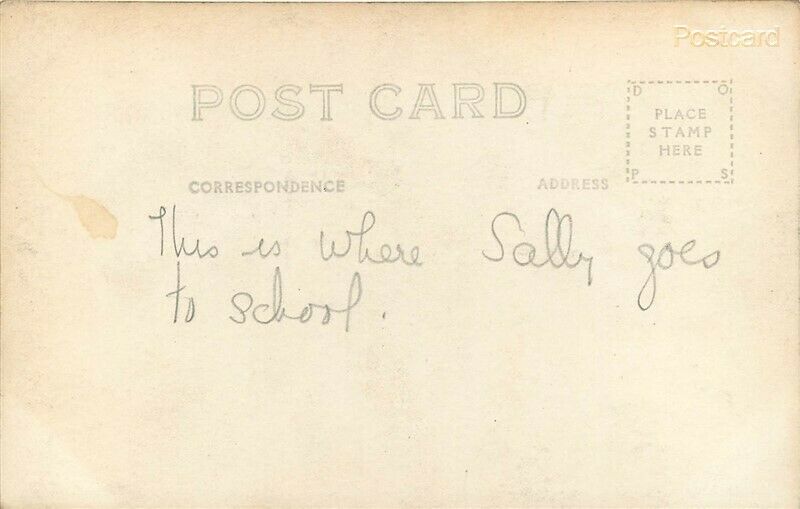 Postcard
POST CARD
D O
PLACE
STAMP
HERE
P S
CORRESPONDENCE
ADDRESS
This is where Sally goes
to school.